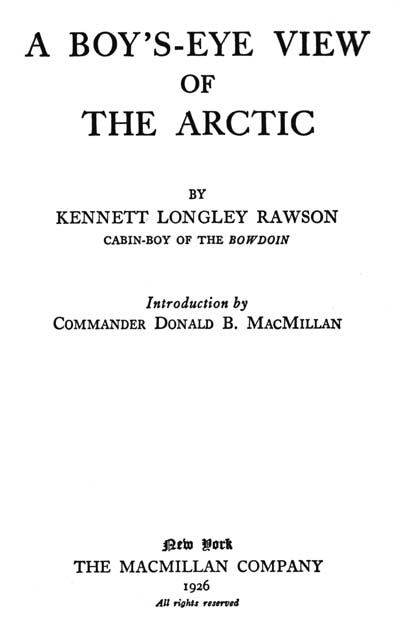 A BOY'S-EYE VIEW
OF
THE ARCTIC
BY
KENNETT LONGLEY RAWSON
CABIN-BOY OF THE BOWDOIN
Introduction by
COMMANDER DONALD B. MACMILLAN
New York
THE MACMILLAN COMPANY
1926
All rights reserved